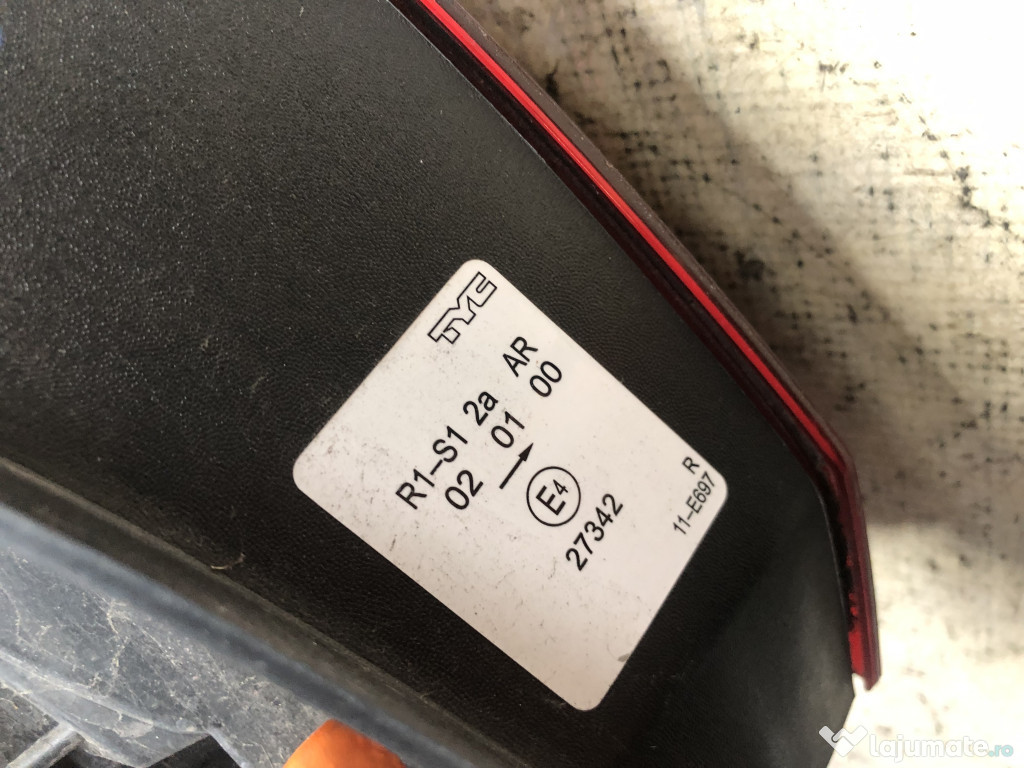 TYC
R1-S1 2a AR
02 01 00
E4
27342
R
11-E697
lajumate.ro